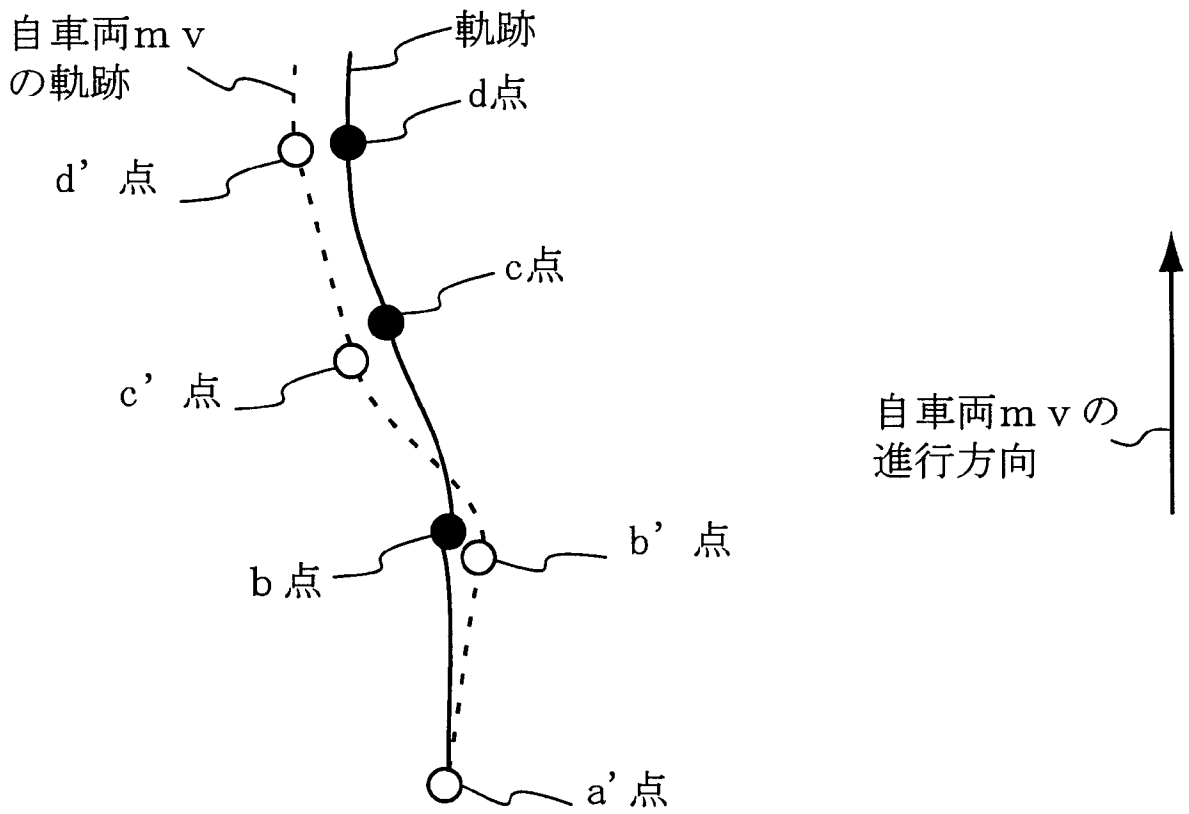 自車両ｍｖ
の軌跡
軌跡
d点
d’ 点
c点
c’ 点
自車両ｍｖの
進行方向
b’ 点
b点
a’点